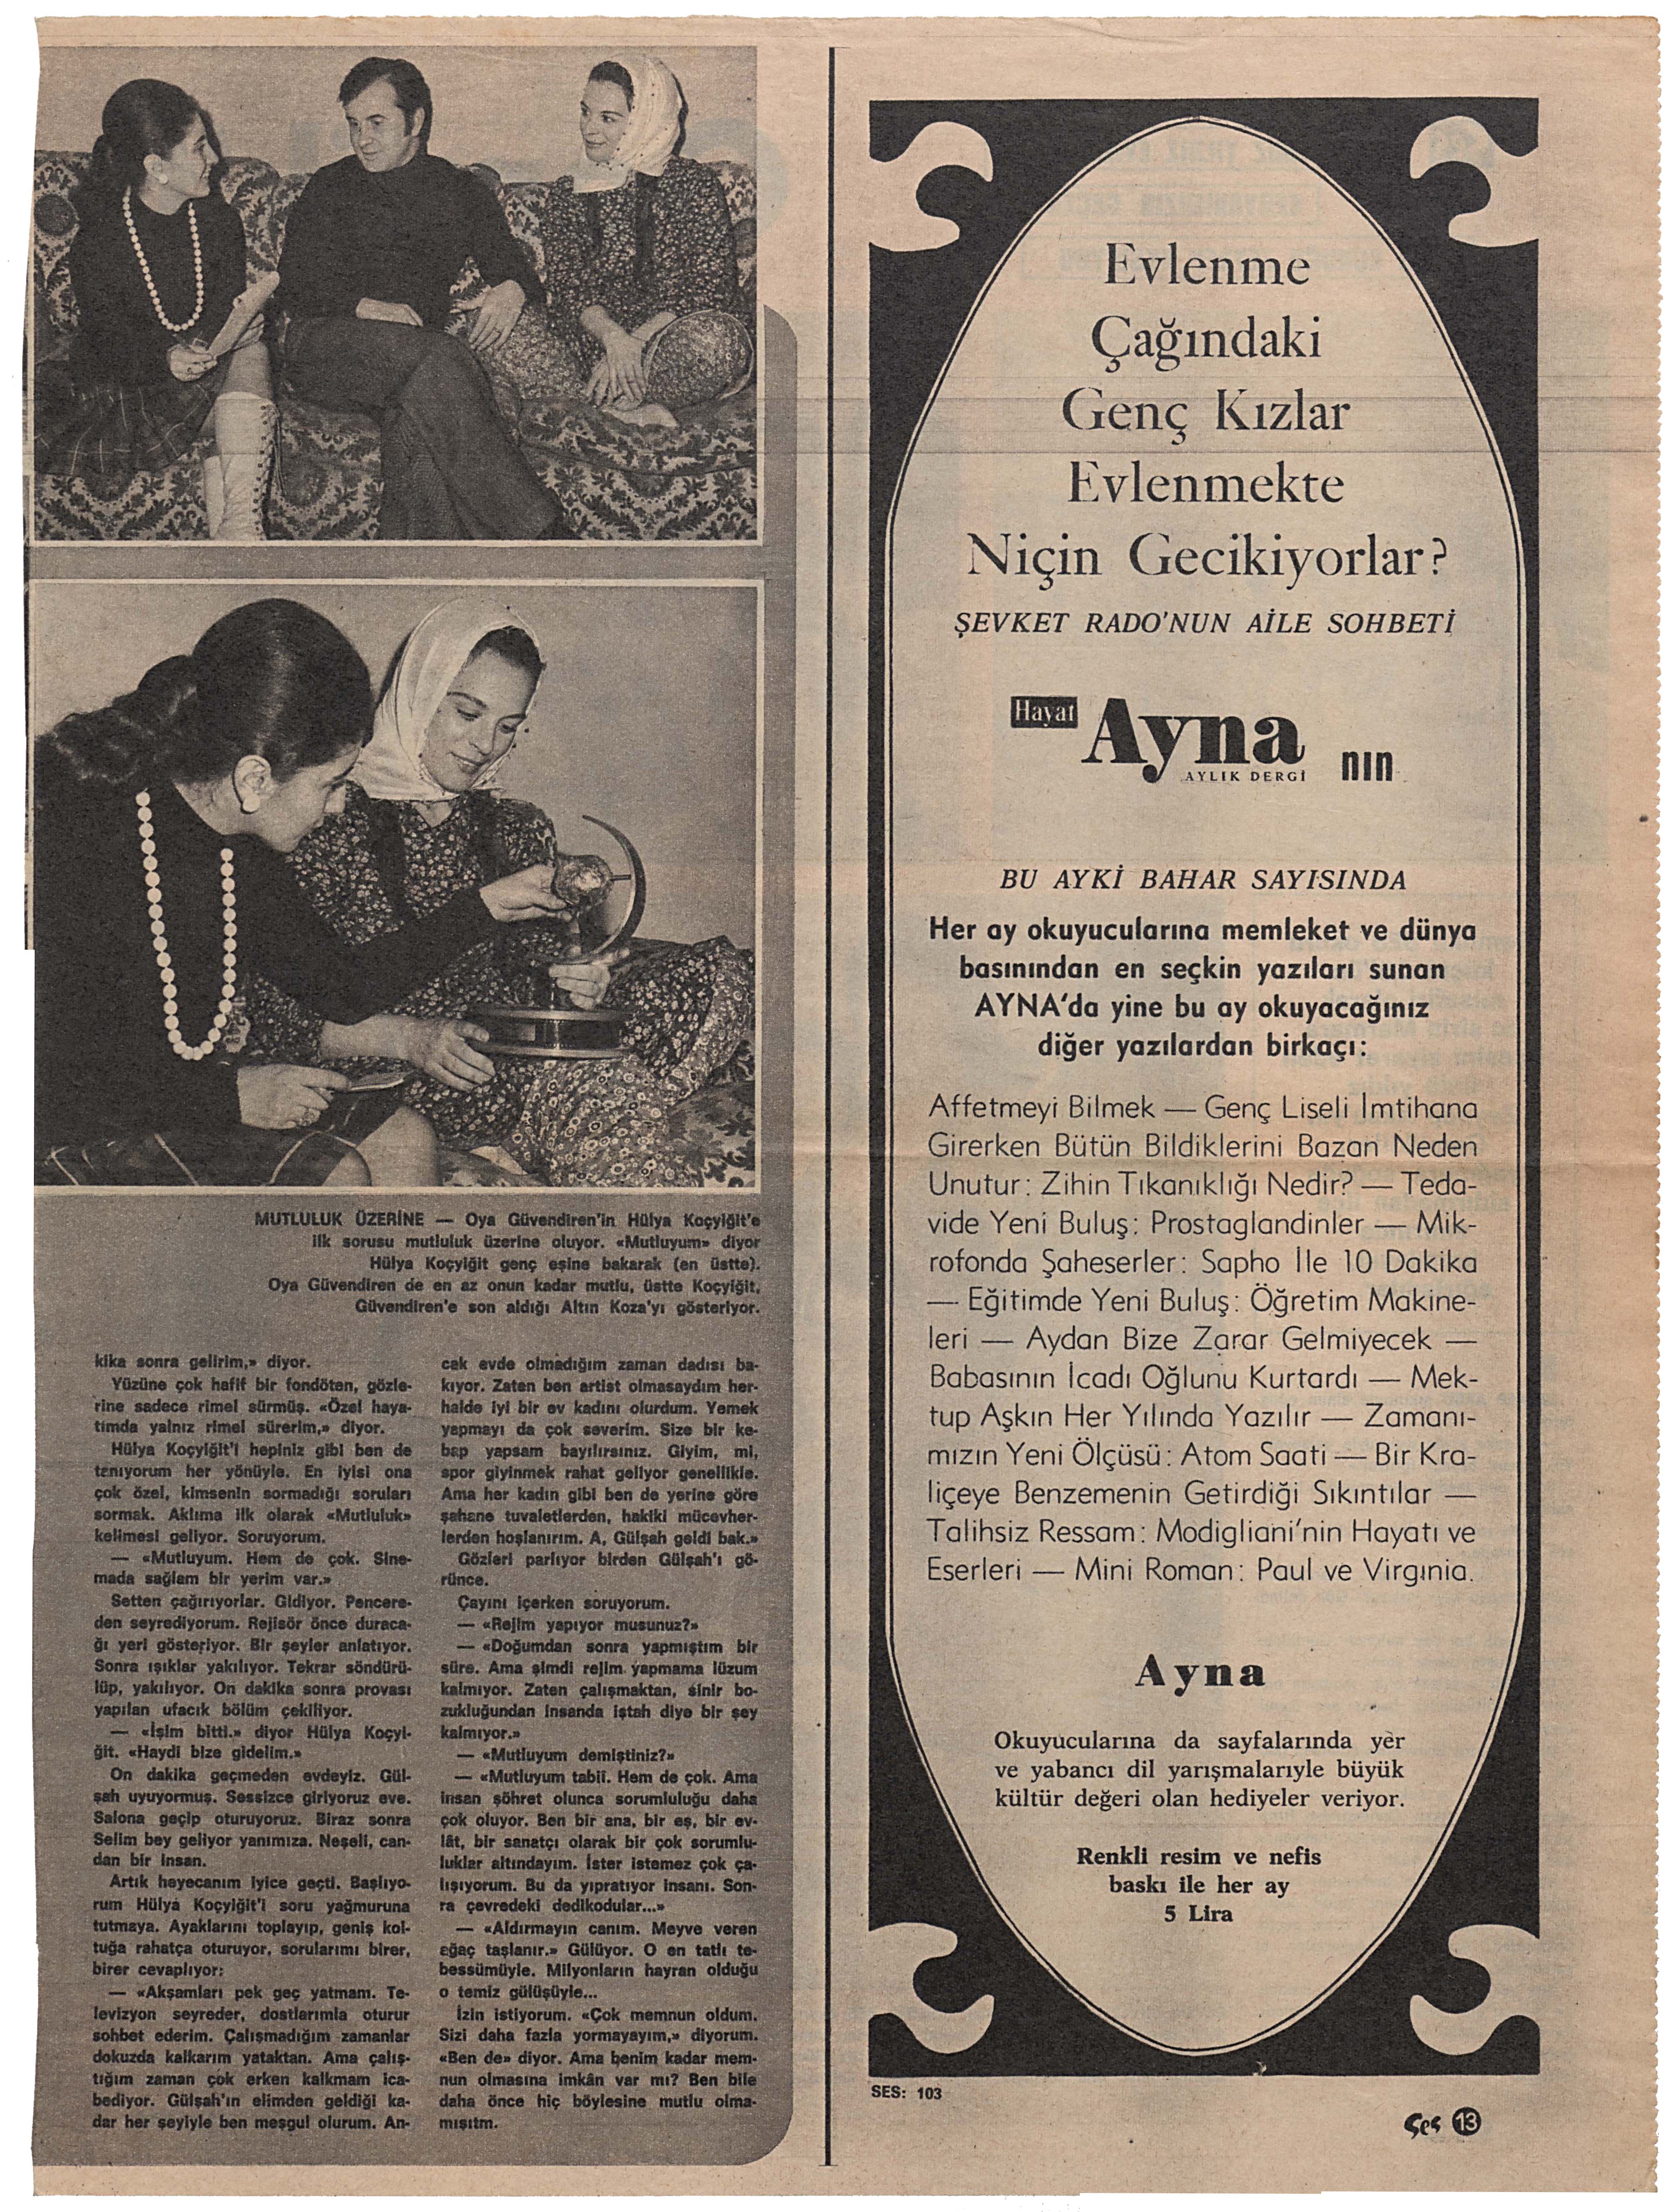 MUTLULUK ÜZERİNE — Oya Güvendiren'in Hülya Koçyiğit'e
ilk sorusu mutluluk üzerine oluyor. «Mutluyum» diyor
Hülya Koçyiğit genç eşine bakarak (en üstte).
Oya Güvendiren de en az onun kadar mutlu, üstte Koçyiğit,
Güvendiren'e son aldığı Altın Koza'yı gösteriyor.
kika sonra gelirim,» diyor.
Yüzüne çok hafif bir fondöten, gözle-
rine sadece rimel sürmüş. «Özel haya-
tımda yalnız rimel sürerim,» diyor.
Hülya Koçyiğit'i hepiniz gibi ben de
tanıyorum her yönüyle. En iyisi ona
çok özel, kimsenin sormadığı soruları
sormak. Aklıma ilk olarak «Mutluluk»
kelimesi geliyor. Soruyorum.
— «Mutluyum. Hem de çok. Sine-
mada sağlam bir yerim var.»
Setten çağırıyorlar. Gidiyor. Pencere-
den seyrediyorum. Rejisör önce duraca-
ğı yeri gösteriyor. Bir şeyler anlatıyor.
Sonra ışıklar yakılıyor. Tekrar söndürü-
lüp, yakılıyor. On dakika sonra provası
yapılan ufacık bölüm çekiliyor.
— «İşim bitti.» diyor Hülya Koçyi-
ğit. «Haydi bize gidelim.»
On dakika geçmeden evdeyiz. Gül-
şah uyuyormuş. Sessizce giriyoruz eve.
Salona geçip oturuyoruz. Biraz sonra
Selim bey geliyor yanımıza. Neşeli, can-
dan bir insan.
Artık heyecanım iyice geçti. Başlıyo-
rum Hülya Koçyiğit'i soru yağmuruna
tutmaya. Ayaklarını toplayıp, geniş kol-
tuğa rahatça oturuyor, sorularımı birer,
birer cevaplıyor:
— «Akşamları pek geç yatmam. Te-
levizyon seyreder, dostlarımla oturur
sohbet ederim. Çalışmadığım zamanlar
dokuzda kalkarım yataktan. Ama çalış-
tığım zaman çok erken kalkmam ica-
bediyor. Gülşah'ın elimden geldiği ka-
dar her şeyiyle ben meşgul olurum. An-
cak evde olmadığım zaman dadısı ba-
kıyor. Zaten ben artist olmasaydım her-
halde iyi bir ev kadını olurdum. Yemek
yapmayı da çok severim. Size bir ke-
bap yapsam bayılırsınız. Giyim, mi,
spor giyinmek rahat geliyor genellikle.
Ama her kadın gibi ben de yerine göre
şahane tuvaletlerden, hakiki mücevher-
lerden hoşlanırım. A, Gülşah geldi bak.»
Gözleri parlıyor birden Gülşah'ı gö-
rünce.
Çayını içerken soruyorum.
— «Rejim yapıyor musunuz?»
— «Doğumdan sonra yapmıştım bir
süre. Ama şimdi rejim yapmama lüzum
kalmıyor. Zaten çalışmaktan, sinir bo-
zukluğundan insanda iştah diye bir şey
kalmıyor.»
— «Mutluyum demiştiniz?»
— «Mutluyum tabiî. Hem de çok. Ama
insan şöhret olunca sorumluluğu daha
çok oluyor. Ben bir ana, bir eş, bir ev-
lât, bir sanatçı olarak bir çok sorumlu-
luklar altındayım. İster istemez çok ça-
lışıyorum. Bu da yıpratıyor insanı. Son-
ra çevredeki dedikodular...»
— «Aldırmayın canım. Meyve veren
ağaç taşlanır.» Gülüyor. O en tatlı te-
bessümüyle. Milyonların hayran olduğu
o temiz gülüşüyle...
İzin istiyorum. «Çok memnun oldum.
Sizi daha fazla yormayayım,» diyorum.
«Ben de» diyor. Ama benim kadar mem-
nun olmasına imkân var mı? Ben bile
daha önce hiç böylesine mutlu olma-
mışıtm.
Evlenme
Çağındaki
Genç Kızlar
Evlenmekte
Niçin Gecikiyorlar?
ŞEVKET RADO'NUN AİLE SOHBETİ
Hayat
Ayna nın
AYLIK DERGİ
BU AYKİ BAHAR SAYISINDA
Her ay okuyucularına memleket ve dünya
basınından en seçkin yazıları sunan
AYNA'da yine bu ay okuyacağınız
diğer yazılardan birkaçı:
Affetmeyi Bilmek — Genç Liseli İmtihana
Girerken Bütün Bildiklerini Bazan Neden
Unutur: Zihin Tıkanıklığı Nedir? — Teda-
vide Yeni Buluş: Prostaglandinler — Mik-
rofonda Şaheserler: Sapho İle 10 Dakika
— Eğitimde Yeni Buluş: Öğretim Makine-
leri — Aydan Bize Zarar Gelmiyecek —
Babasının İcadı Oğlunu Kurtardı — Mek-
tup Aşkın Her Yılında Yazılır — Zamanı-
mızın Yeni Ölçüsü: Atom Saati — Bir Kra-
liçeye Benzemenin Getirdiği Sıkıntılar —
Talihsiz Ressam: Modigliani'nin Hayatı ve
Eserleri — Mini Roman: Paul ve Virginia.
Ayna
Okuyucularına da sayfalarında yer
ve yabancı dil yarışmalarıyle büyük
kültür değeri olan hediyeler veriyor.
Renkli resim ve nefis
baskı ile her ay
5 Lira
SES: 103
Ses 13